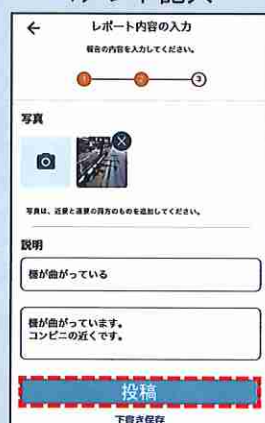 ←　レポート内容の入力
報告の内容を入力してください。
1 2 3
写真
写真は、近景と遠景の両方のものを追加してください。
説明
柵が曲がっている
柵が曲がっています。
コンビニの近くです。
投稿
下書き保存